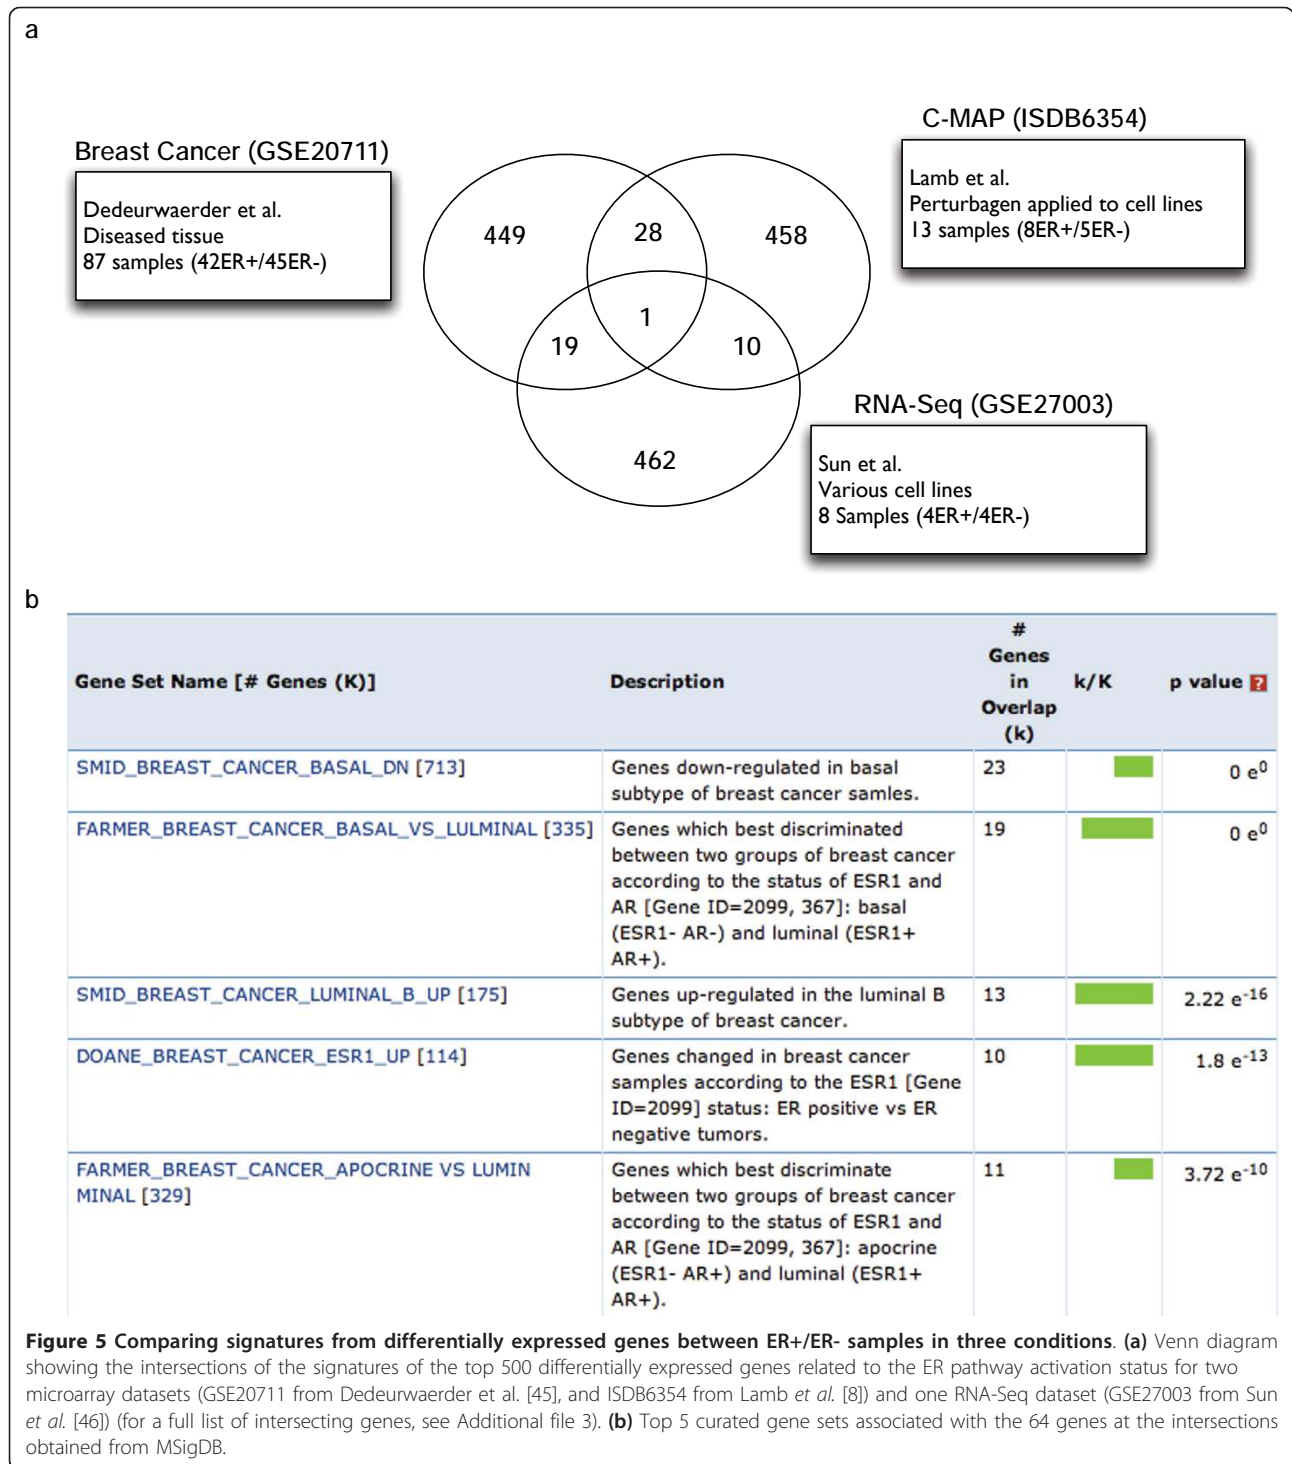 a
Breast Cancer (GSE20711)
Dedeurwaerder et al.
Diseased tissue
87 samples (42ER+/45ER-)
C-MAP (ISDB6354)
Lamb et al.
Perturbagen applied to cell lines
13 samples (8ER+/5ER-)
449
28
458
1
19
10
462
RNA-Seq (GSE27003)
Sun et al.
Various cell lines
8 Samples (4ER+/4ER-)
b
Gene Set Name [# Genes (K)]
Description
#
Genes
in
Overlap
(k)
k/K
p value ?
SMID_BREAST_CANCER_BASAL_DN [713]
Genes down-regulated in basal
subtype of breast cancer samles.
23
0 e0
FARMER_BREAST_CANCER_BASAL_VS_LULMINAL [335]
Genes which best discriminated
between two groups of breast cancer
according to the status of ESR1 and
AR [Gene ID=2099, 367]: basal
(ESR1- AR-) and luminal (ESR1+
AR+).
19
0 e0
SMID_BREAST_CANCER_LUMINAL_B_UP [175]
Genes up-regulated in the luminal B
subtype of breast cancer.
13
2.22 e-16
DOANE_BREAST_CANCER_ESR1_UP [114]
Genes changed in breast cancer
samples according to the ESR1 [Gene
ID=2099] status: ER positive vs ER
negative tumors.
10
1.8 e-13
FARMER_BREAST_CANCER_APOCRINE VS LUMIN
MINAL [329]
Genes which best discriminate
between two groups of breast cancer
according to the status of ESR1 and
AR [Gene ID=2099, 367]: apocrine
(ESR1- AR+) and luminal (ESR1+
AR+).
11
3.72 e-10
Figure 5 Comparing signatures from differentially expressed genes between ER+/ER- samples in three conditions. (a) Venn diagram
showing the intersections of the signatures of the top 500 differentially expressed genes related to the ER pathway activation status for two
microarray datasets (GSE20711 from Dedeurwaerder et al. [45], and ISDB6354 from Lamb et al. [8]) and one RNA-Seq dataset (GSE27003 from Sun
et al. [46]) (for a full list of intersecting genes, see Additional file 3). (b) Top 5 curated gene sets associated with the 64 genes at the intersections
obtained from MSigDB.